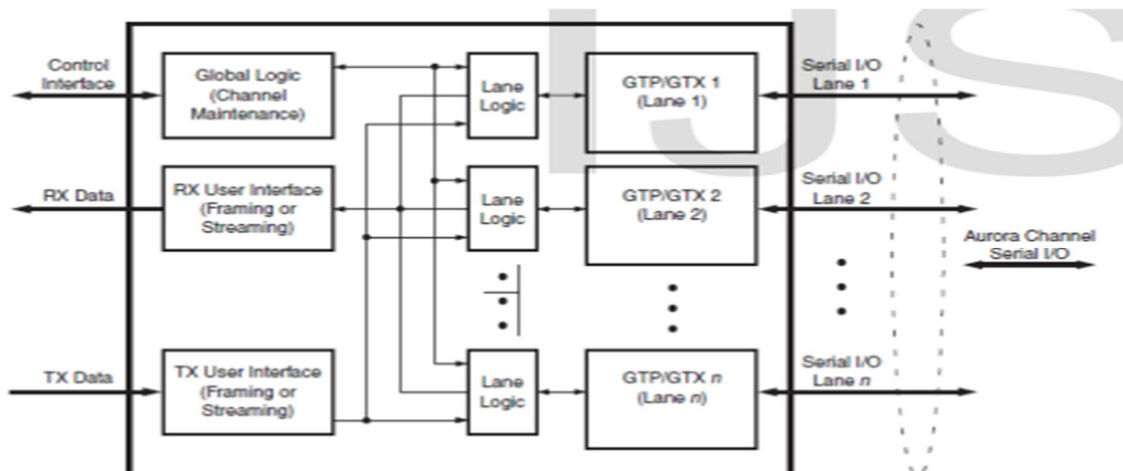 IJS
Control
Interface
Global Logic
(Channel
Maintenance)
Lane
Logic
GTP/GTX 1
(Lane 1)
Serial I/O
Lane 1
RX Data
RX User Interface
(Framing or
Streaming)
Lane
Logic
GTP/GTX 2
(Lane 2)
Serial I/O
Lane 2
Aurora Channel
Serial I/O
TX Data
TX User Interface
(Framing or
Streaming)
Lane
Logic
GTP/GTX n
(Lane n)
Serial I/O
Lane n